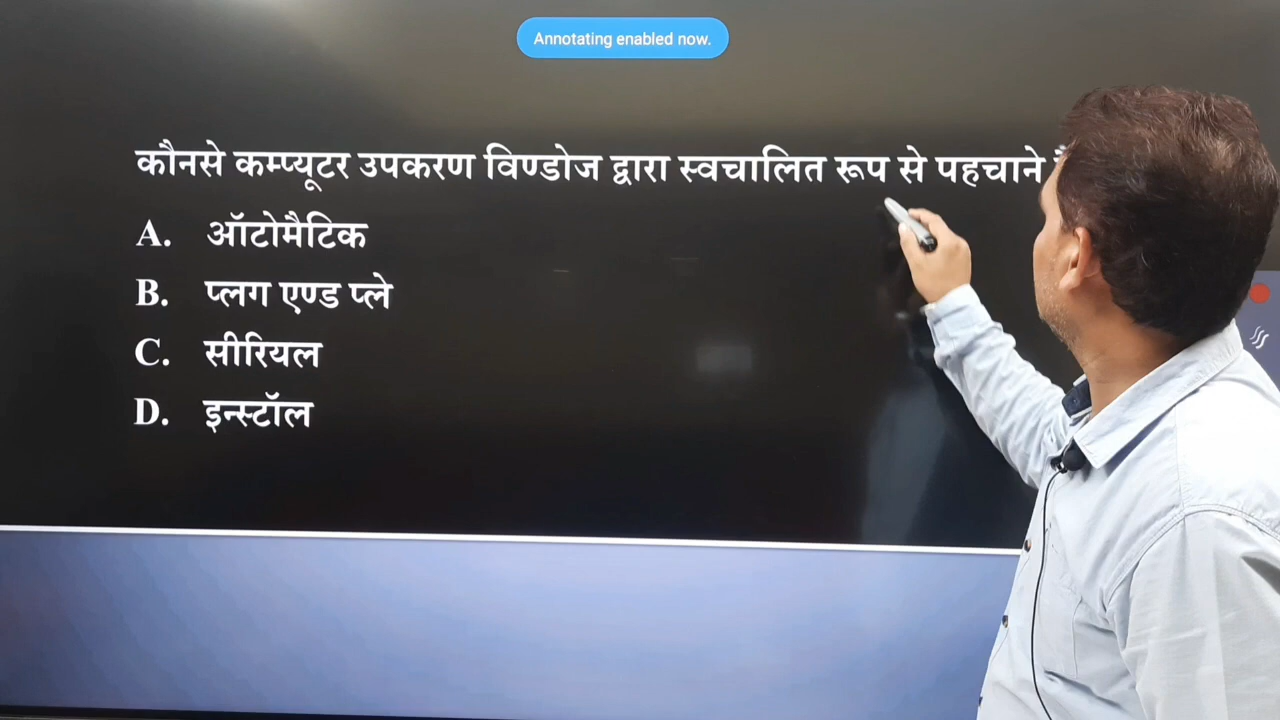 Annotating enabled now.
कौनसे कम्प्यूटर उपकरण विण्डोज द्वारा स्वचालित रूप से पहचाने
A. ऑटोमैटिक
B. प्लग एण्ड प्ले
C. सीरियल
D. इन्स्टॉल